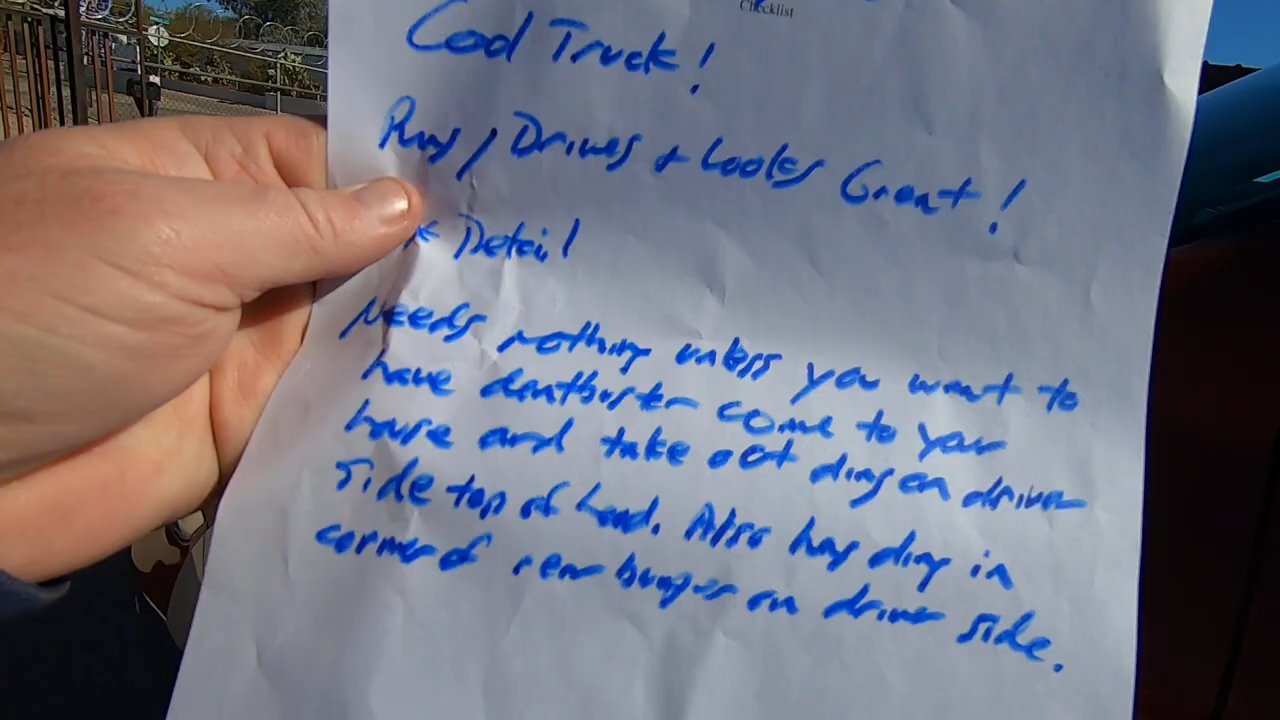 Checklist
Cool Truck!
Runs / Drives + Looks Great!
* Detail
Needs nothing unless you want to
have dentbuster come to your
house and take out ding on driver
side top of hood. Also has ding in
corner of rear bumper on driver side.